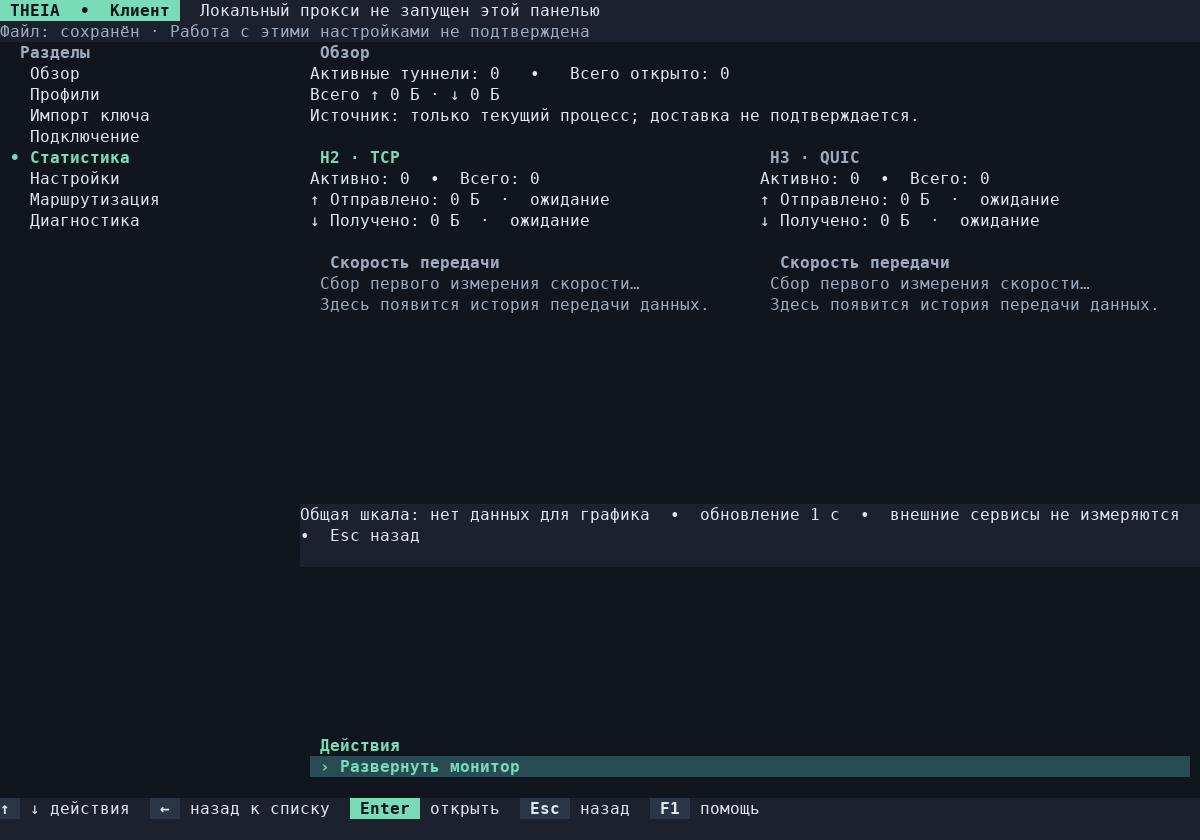 THEIA • Клиент Локальный прокси не запущен этой панелью
Файл: сохранён · Работа с этими настройками не подтверждена
Разделы
Обзор
Профили
Импорт ключа
Подключение
• Статистика
Настройки
Маршрутизация
Диагностика
Обзор
Активные туннели: 0 • Всего открыто: 0
Всего ↑ 0 Б · ↓ 0 Б
Источник: только текущий процесс; доставка не подтверждается.
H2 · TCP
Активно: 0 • Всего: 0
↑ Отправлено: 0 Б · ожидание
↓ Получено: 0 Б · ожидание
Скорость передачи
Сбор первого измерения скорости…
Здесь появится история передачи данных.
H3 · QUIC
Активно: 0 • Всего: 0
↑ Отправлено: 0 Б · ожидание
↓ Получено: 0 Б · ожидание
Скорость передачи
Сбор первого измерения скорости…
Здесь появится история передачи данных.
Общая шкала: нет данных для графика • обновление 1 с • внешние сервисы не измеряются
• Esc назад
Действия
› Развернуть монитор
↑ ↓ действия ← назад к списку Enter открыть Esc назад F1 помощь